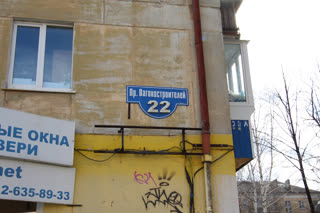 Пр. Вагоностроителей
22
ЫЕ ОКНА
ВЕРИ
net
2-635-89-33